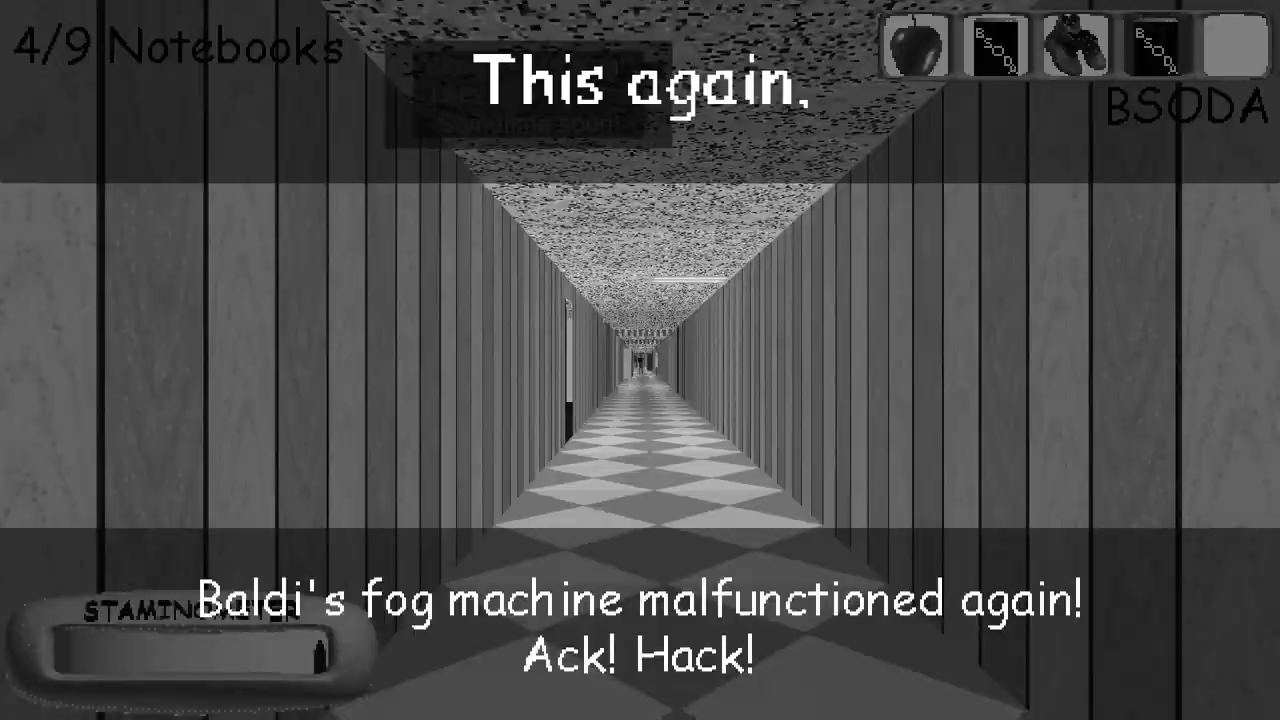 4/9 Notebooks
This again.
BSODA
BSODA
BSODA
Baldi's fog machine malfunctioned again!
Ack! Hack!